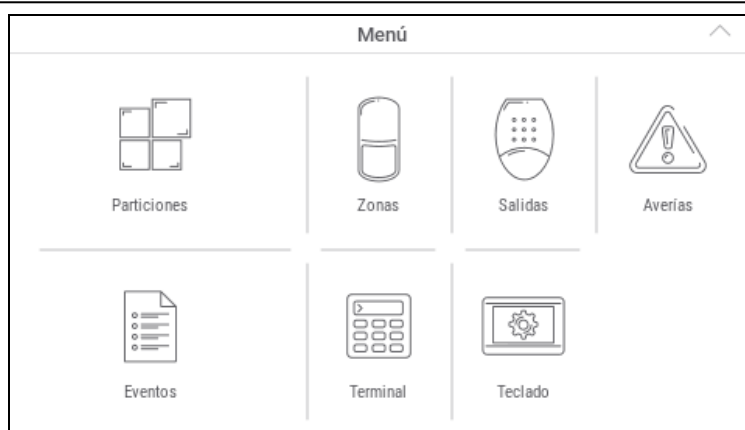 Menú
Particiones
Zonas
Salidas
Averías
Eventos
Terminal
Teclado